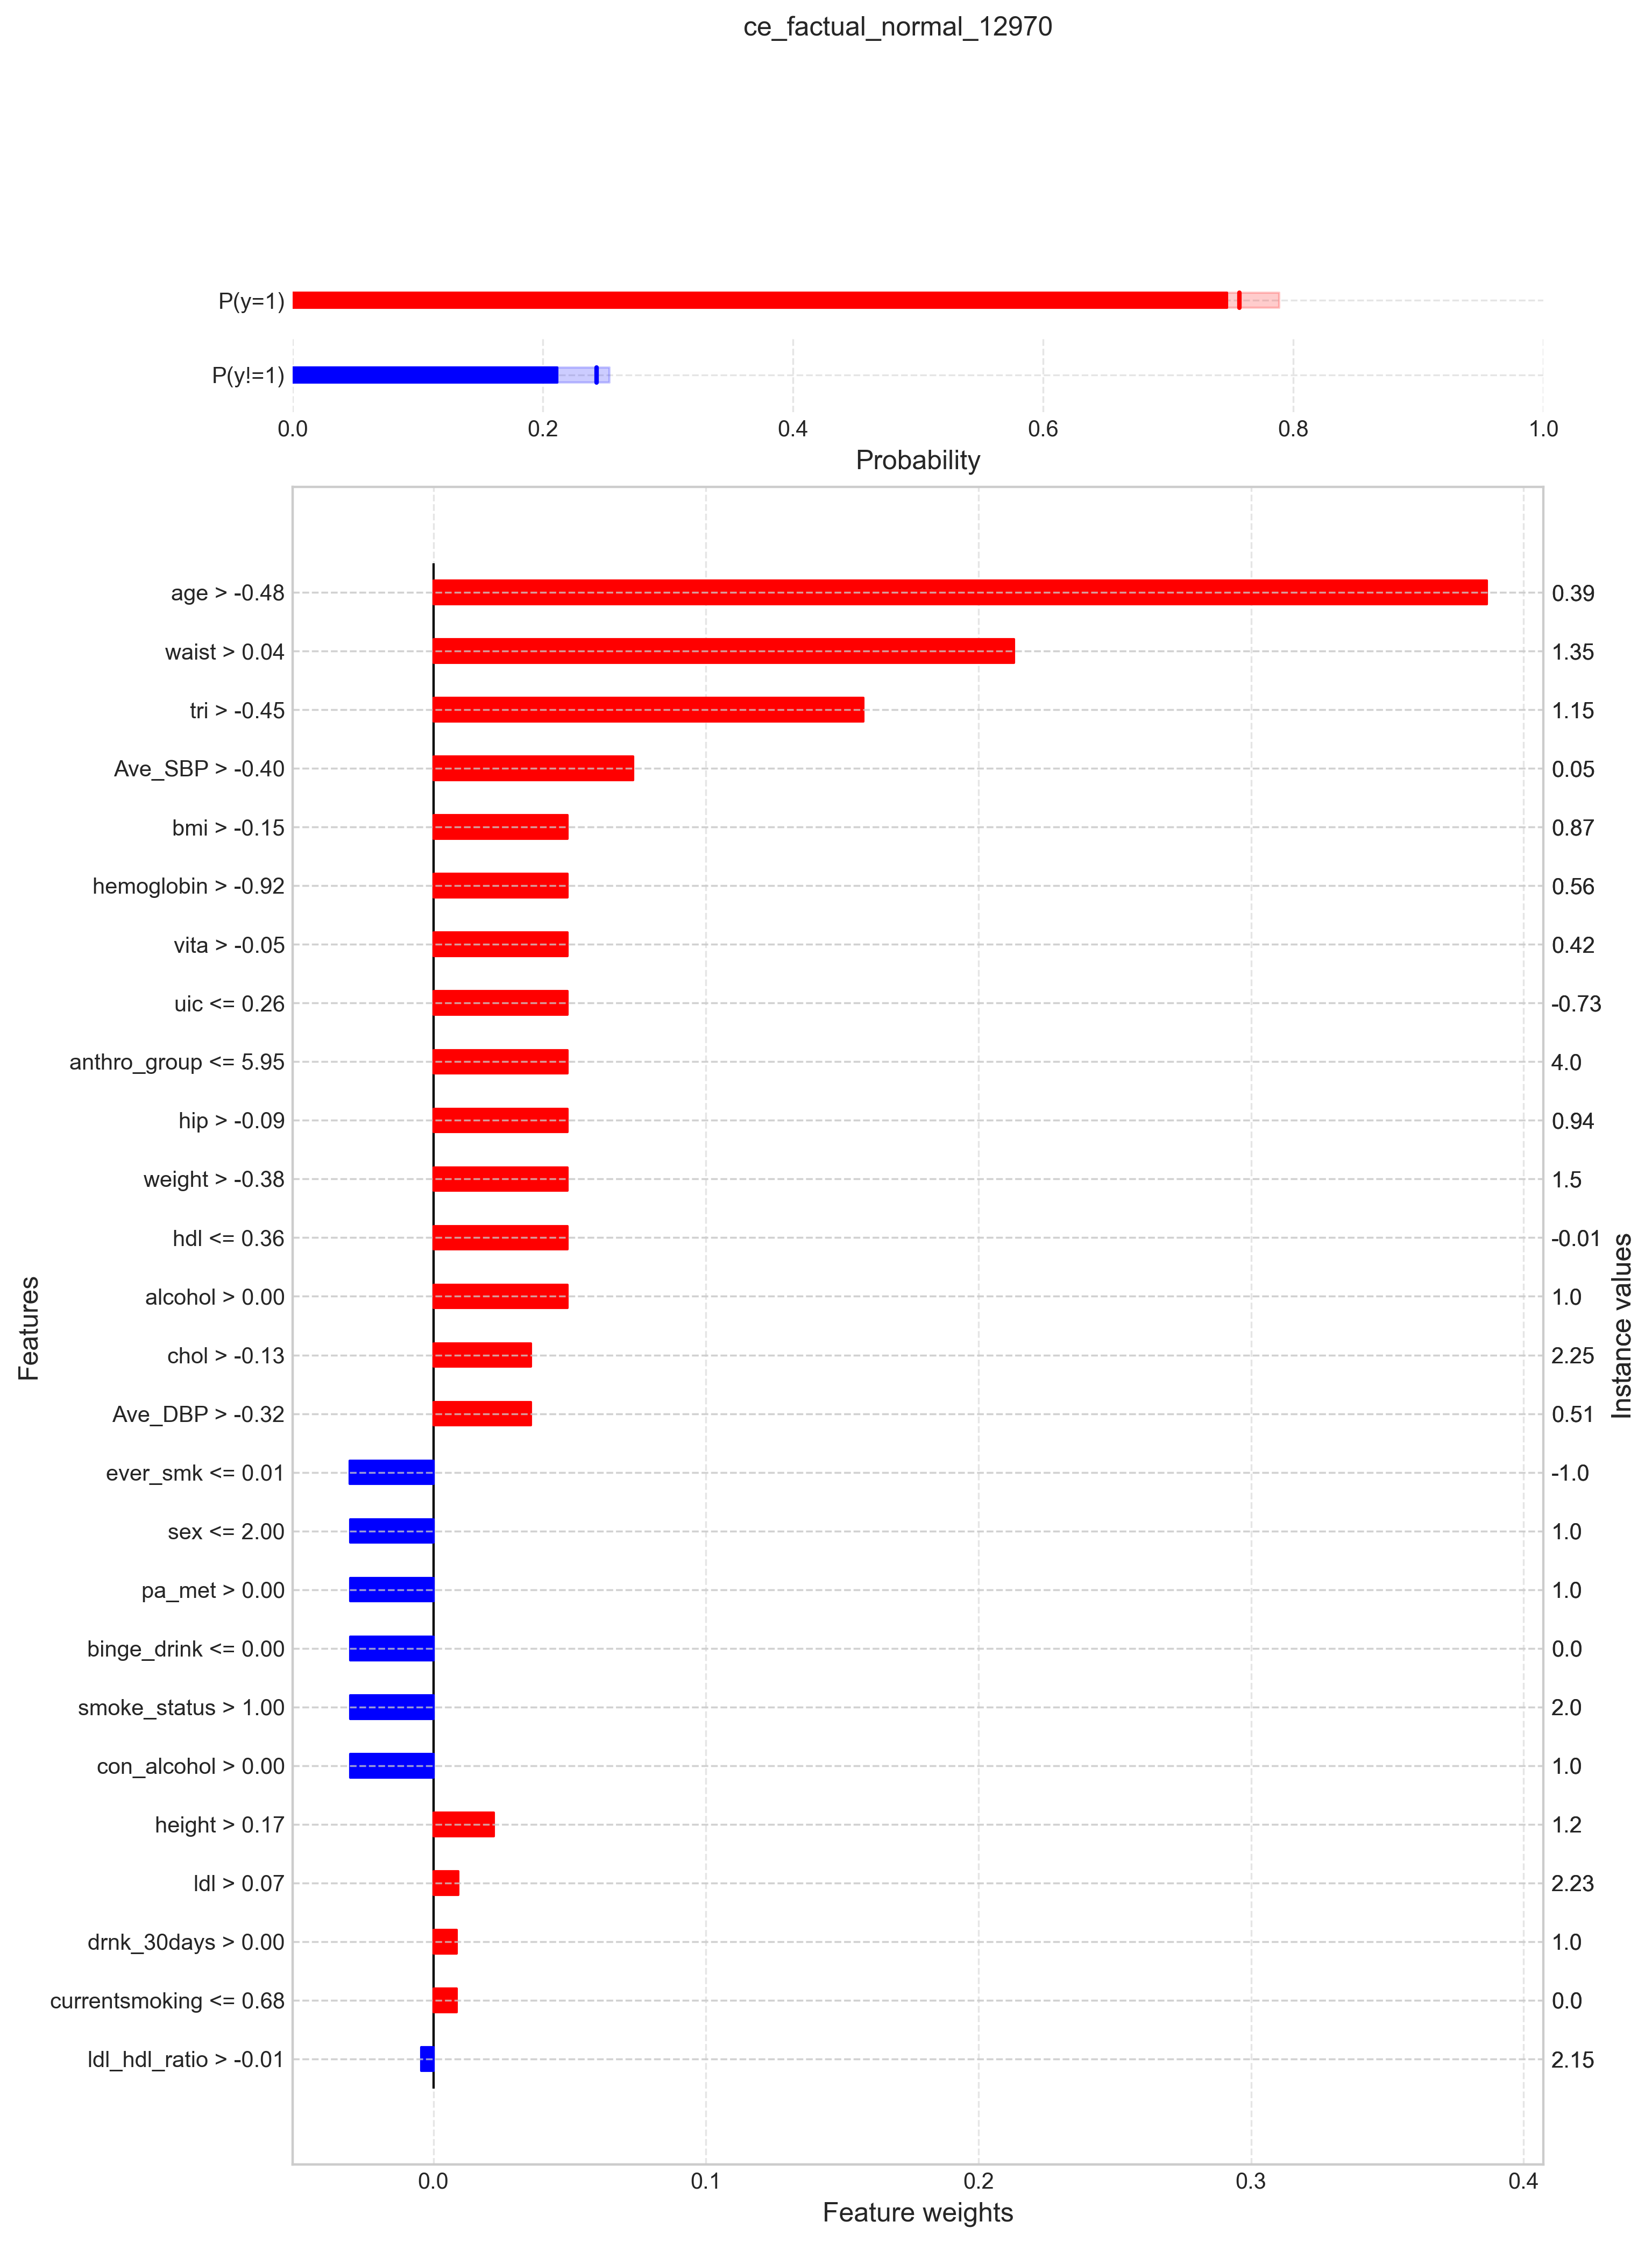 ce_factual_normal_12970
P(y=1)
P(y!=1)
0.0 0.2 0.4 0.6 0.8 1.0
Probability
age > -0.48 0.39
waist > 0.04 1.35
tri > -0.45 1.15
Ave_SBP > -0.40 0.05
bmi > -0.15 0.87
hemoglobin > -0.92 0.56
vita > -0.05 0.42
uic <= 0.26 -0.73
anthro_group <= 5.95 4.0
hip > -0.09 0.94
weight > -0.38 1.5
hdl <= 0.36 -0.01
alcohol > 0.00 1.0
chol > -0.13 2.25
Ave_DBP > -0.32 0.51
ever_smk <= 0.01 -1.0
sex <= 2.00 1.0
pa_met > 0.00 1.0
binge_drink <= 0.00 0.0
smoke_status > 1.00 2.0
con_alcohol > 0.00 1.0
height > 0.17 1.2
ldl > 0.07 2.23
drnk_30days > 0.00 1.0
currentsmoking <= 0.68 0.0
ldl_hdl_ratio > -0.01 2.15
Features
Instance values
0.0 0.1 0.2 0.3 0.4
Feature weights